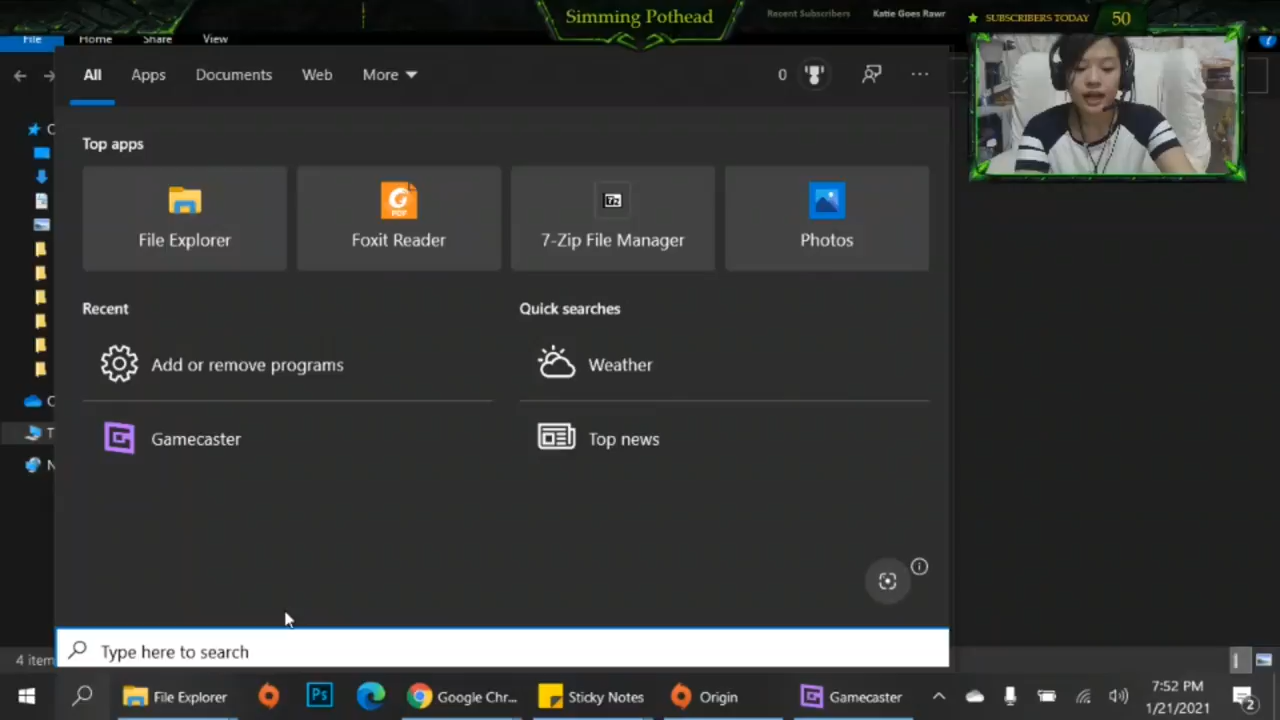 Simming Pothead
Recent Subscribers
Katie Goes Rawr
SUBSCRIBERS TODAY
50
File
Home
Share
View
All
Apps
Documents
Web
More
0
Top apps
File Explorer
Foxit Reader
7-Zip File Manager
Photos
Recent
Quick searches
Add or remove programs
Weather
Gamecaster
Top news
Type here to search
4 item
File Explorer
Ps
Google Chr...
Sticky Notes
Origin
Gamecaster
7:52 PM
1/21/2021
2